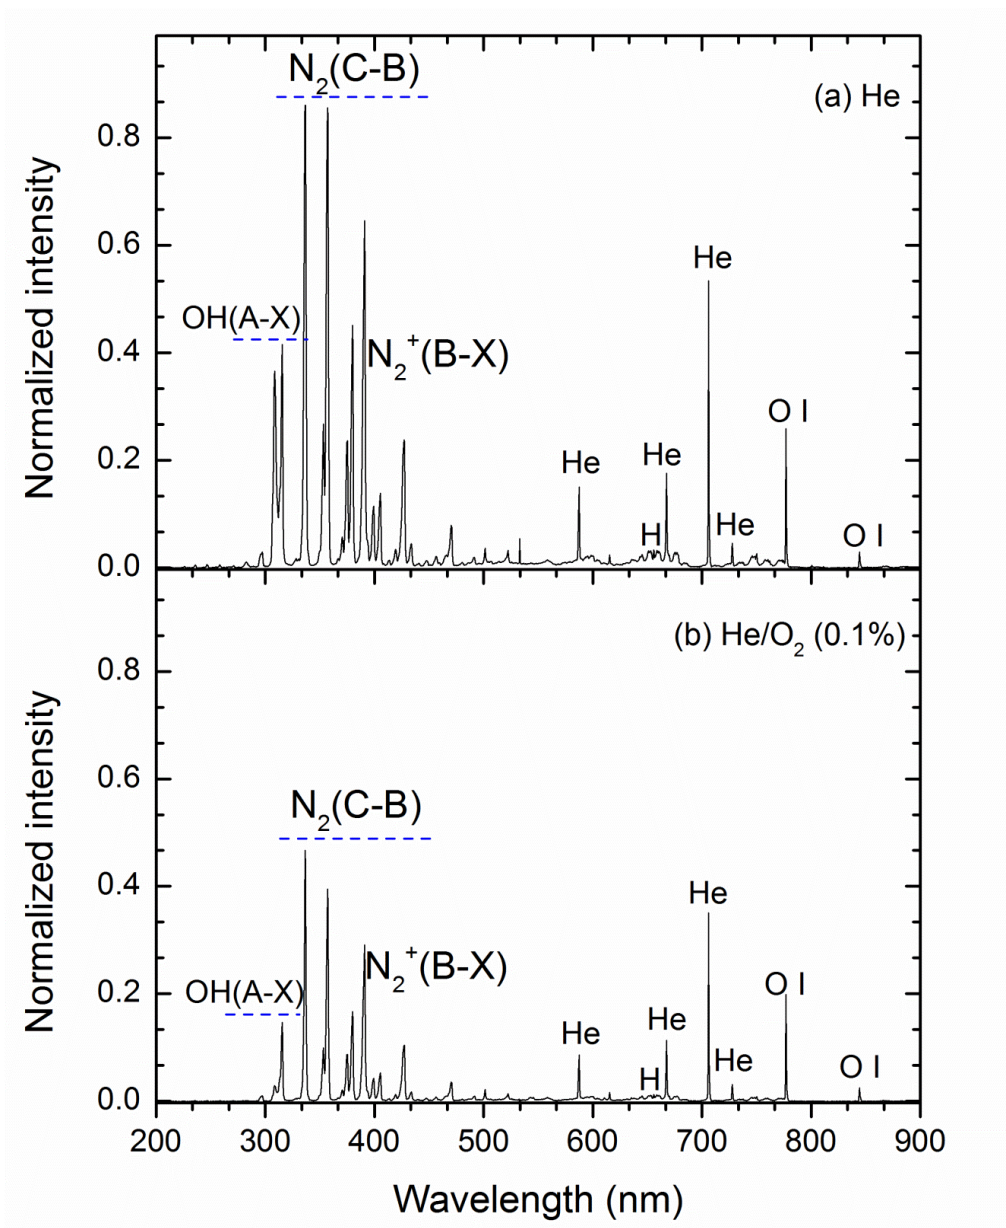 N₂(C-B)
(a) He
0.8
0.6
0.4
0.2
0.0
Normalized intensity
OH(A-X)
N₂⁺(B-X)
He
He
H
He
He
O I
O I
(b) He/O₂ (0.1%)
0.8
0.6
0.4
0.2
0.0
Normalized intensity
N₂(C-B)
OH(A-X)
N₂⁺(B-X)
He
He
H
He
He
O I
O I
200 300 400 500 600 700 800 900
Wavelength (nm)